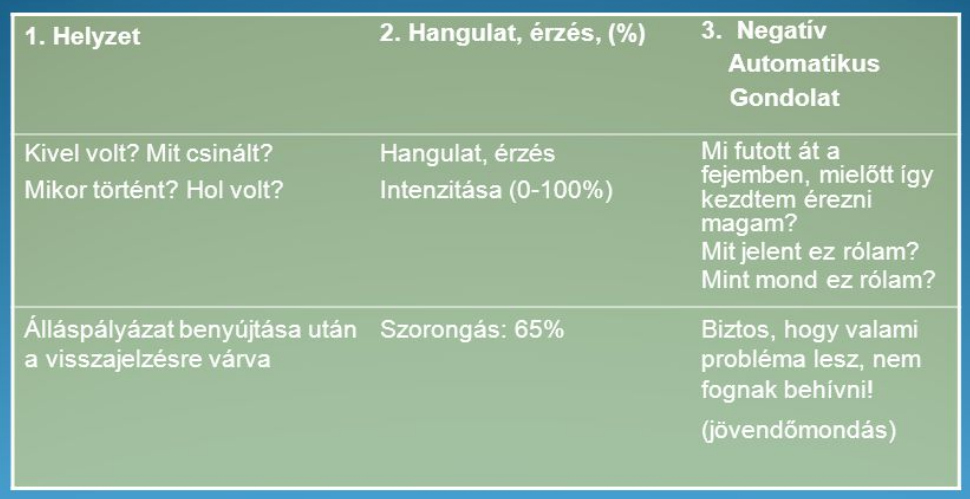 1. Helyzet
2. Hangulat, érzés, (%)
3. Negatív
Automatikus
Gondolat
Kivel volt? Mit csinált?
Mikor történt? Hol volt?
Hangulat, érzés
Intenzitása (0-100%)
Mi futott át a
fejemben, mielőtt így
kezdtem érezni
magam?
Mit jelent ez rólam?
Mint mond ez rólam?
Álláspályázat benyújtása után
a visszajelzésre várva
Szorongás: 65%
Biztos, hogy valami
probléma lesz, nem
fognak behívni!
(jövendőmondás)